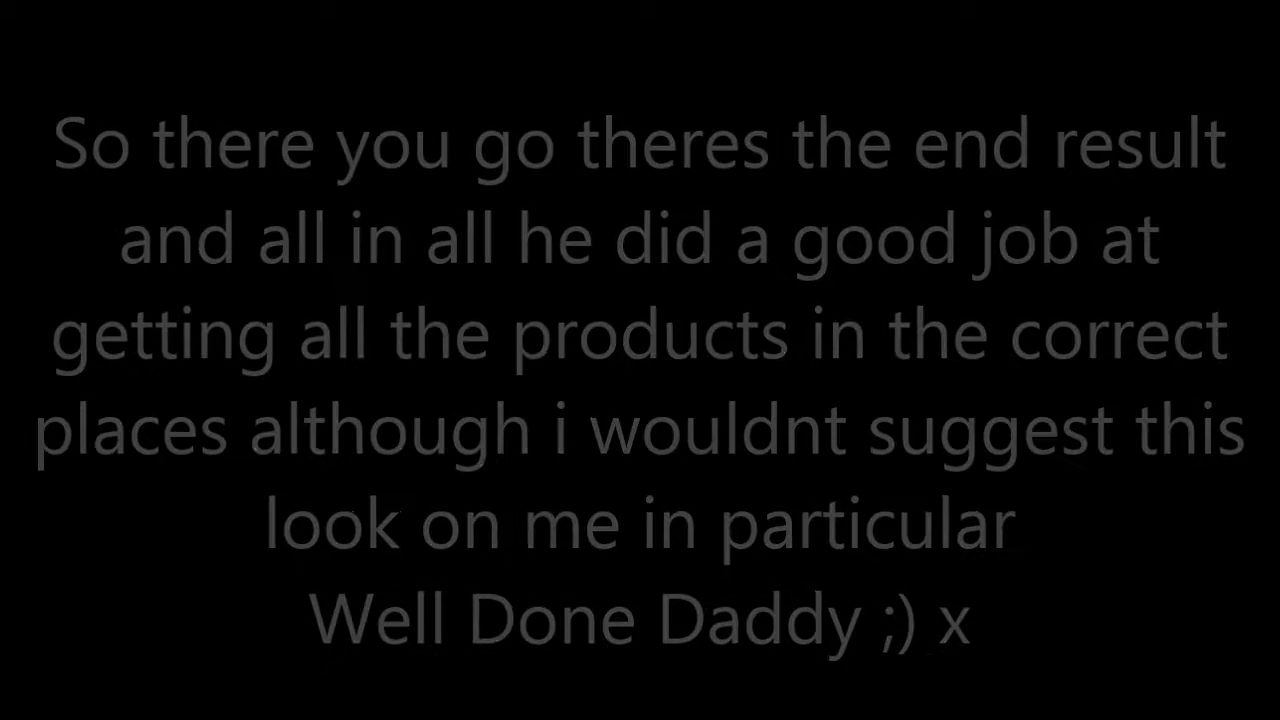 So there you go theres the end result
and all in all he did a good job at
getting all the products in the correct
places although i wouldnt suggest this
look on me in particular
Well Done Daddy ;) x